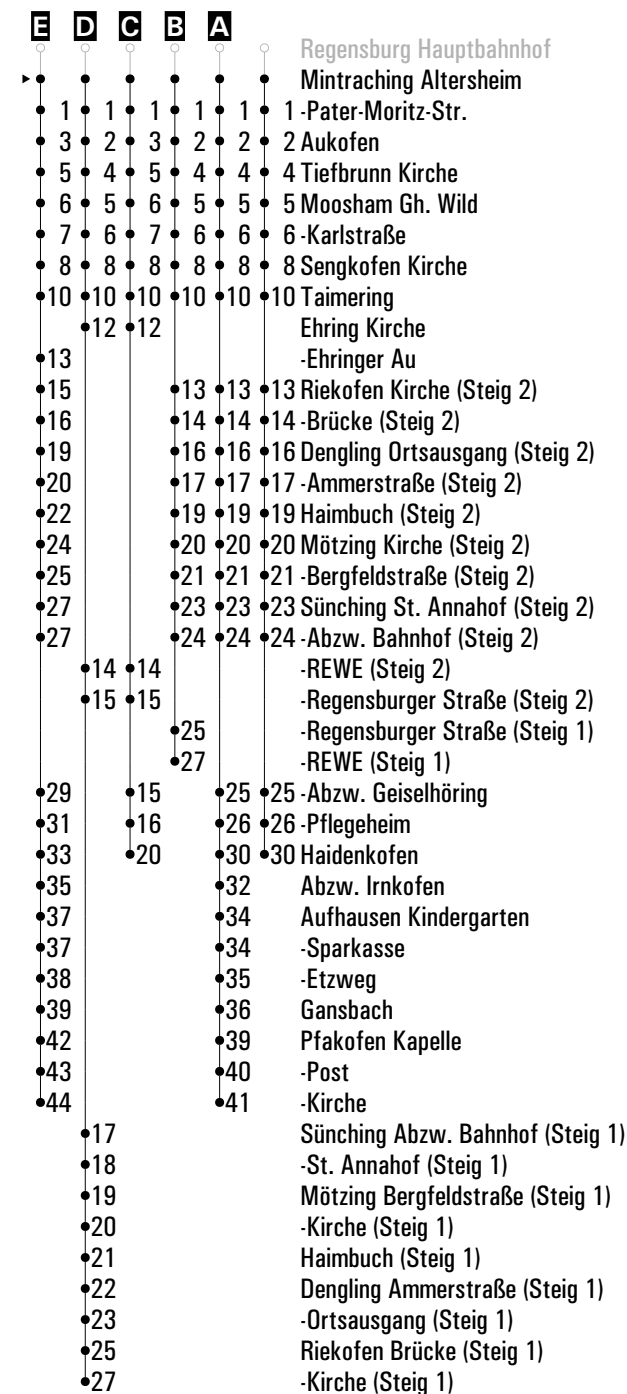 E D C B A
Regensburg Hauptbahnhof
Mintraching Altersheim
1 1 1 1 1 1 -Pater-Moritz-Str.
3 2 3 2 2 2 Aukofen
5 4 5 4 4 4 Tiefbrunn Kirche
6 5 6 5 5 5 Moosham Gh. Wild
7 6 7 6 6 6 -Karlstraße
8 8 8 8 8 8 Sengkofen Kirche
10 10 10 10 10 10 Taimering
12 12 Ehring Kirche
13 -Ehringer Au
15 13 13 13 Riekofen Kirche (Steig 2)
16 14 14 14 -Brücke (Steig 2)
19 16 16 16 Dengling Ortsausgang (Steig 2)
20 17 17 17 -Ammerstraße (Steig 2)
22 19 19 19 Haimbuch (Steig 2)
24 20 20 20 Mötzing Kirche (Steig 2)
25 21 21 21 -Bergfeldstraße (Steig 2)
27 23 23 23 Sünching St. Annahof (Steig 2)
27 24 24 24 -Abzw. Bahnhof (Steig 2)
14 14 -REWE (Steig 2)
15 15 -Regensburger Straße (Steig 2)
25 -Regensburger Straße (Steig 1)
27 -REWE (Steig 1)
29 15 25 25 -Abzw. Geiselhöring
31 16 26 26 -Pflegeheim
33 20 30 30 Haidenkofen
35 32 Abzw. Irnkofen
37 34 Aufhausen Kindergarten
37 34 -Sparkasse
38 35 -Etzweg
39 36 Gansbach
42 39 Pfakofen Kapelle
43 40 -Post
44 41 -Kirche
17 Sünching Abzw. Bahnhof (Steig 1)
18 -St. Annahof (Steig 1)
19 Mötzing Bergfeldstraße (Steig 1)
20 -Kirche (Steig 1)
21 Haimbuch (Steig 1)
22 Dengling Ammerstraße (Steig 1)
23 -Ortsausgang (Steig 1)
25 Riekofen Brücke (Steig 1)
27 -Kirche (Steig 1)